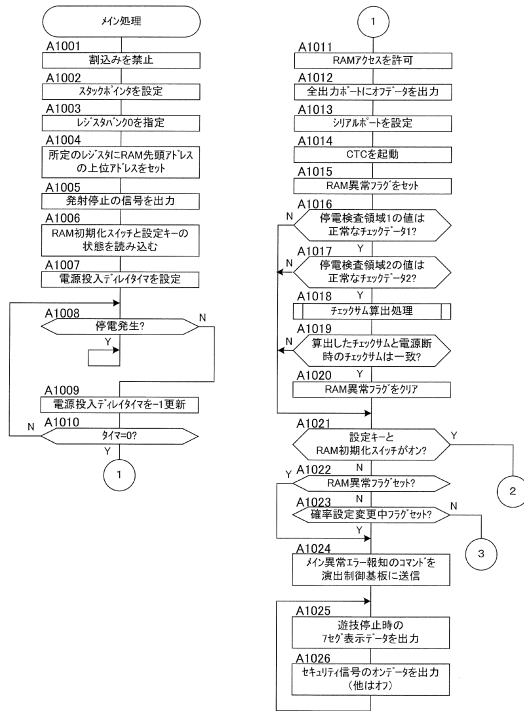 メイン処理
A1001
割込みを禁止
A1002
スタックポインタを設定
A1003
レジスタバンク0を指定
A1004
所定のレジスタにRAM先頭アドレス
の上位アドレスをセット
A1005
発射停止の信号を出力
A1006
RAM初期化スイッチと設定キーの
状態を読み込む
A1007
電源投入ディレイタイマを設定
A1008
停電発生?
N
Y
A1009
電源投入ディレイタイマを-1更新
A1010
N
タイマ=0?
Y
1
1
A1011
RAMアクセスを許可
A1012
全出力ポートにオフデータを出力
A1013
シリアルポートを設定
A1014
CTCを起動
A1015
RAM異常フラグをセット
A1016
N
停電検査領域1の値は
正常なチェックデータ1?
Y
A1017
N
停電検査領域2の値は
正常なチェックデータ2?
Y
A1018
チェックサム算出処理
A1019
N
算出したチェックサムと電源断
時のチェックサムは一致?
Y
A1020
RAM異常フラグをクリア
A1021
設定キーと
RAM初期化スイッチがオン?
Y
N
2
A1022
Y
RAM異常フラグセット?
N
A1023
確率設定変更中フラグセット?
N
Y
3
A1024
メイン異常エラー報知のコマンドを
演出制御基板に送信
A1025
遊技停止時の
7セグ表示データを出力
A1026
セキュリティ信号のオンデータを出力
(他はオフ)